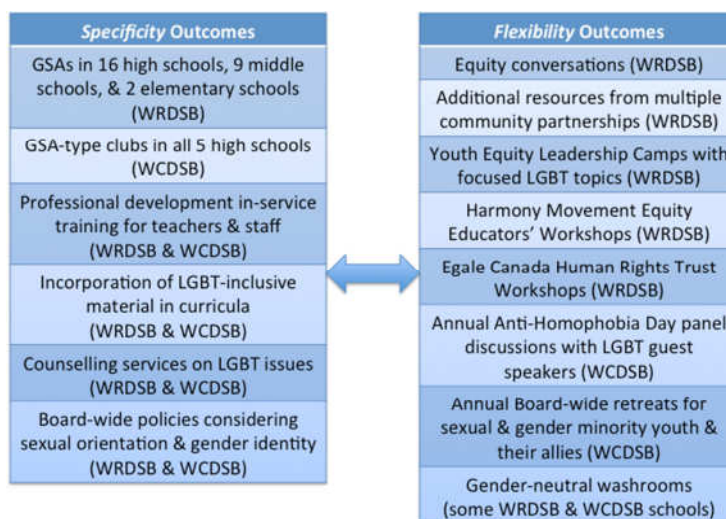 Specificity Outcomes
GSAs in 16 high schools, 9 middle
schools, & 2 elementary schools
(WRDSB)
GSA-type clubs in all 5 high schools
(WCDSB)
Professional development in-service
training for teachers & staff
(WRDSB & WCDSB)
Incorporation of LGBT-inclusive
material in curricula
(WRDSB & WCDSB)
Counselling services on LGBT issues
(WRDSB & WCDSB)
Board-wide policies considering
sexual orientation & gender identity
(WRDSB & WCDSB)
Flexibility Outcomes
Equity conversations (WRDSB)
Additional resources from multiple
community partnerships (WRDSB)
Youth Equity Leadership Camps with
focused LGBT topics (WRDSB)
Harmony Movement Equity
Educators' Workshops (WRDSB)
Egale Canada Human Rights Trust
Workshops (WRDSB)
Annual Anti-Homophobia Day panel
discussions with LGBT guest
speakers (WCDSB)
Annual Board-wide retreats for
sexual & gender minority youth &
their allies (WCDSB)
Gender-neutral washrooms
(some WRDSB & WCDSB schools)